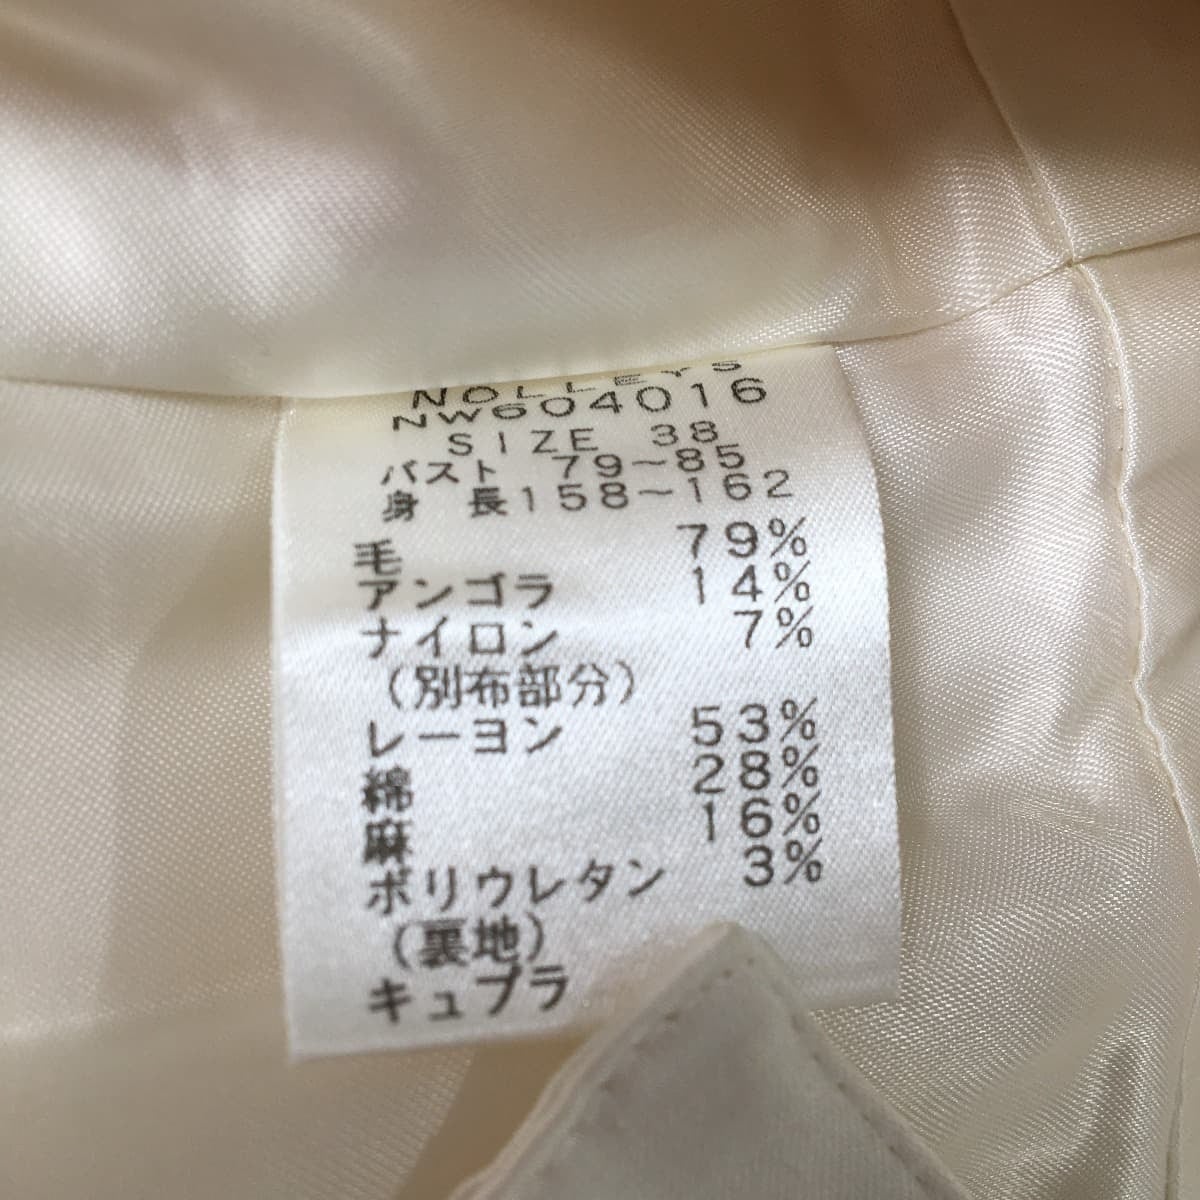 NOLLEYS
NW604016
SIZE 38
バスト 79~85
身 長158~162
毛 79%
アンゴラ 14%
ナイロン 7%
(別布部分)
レーヨン 53%
綿 28%
麻 16%
ポリウレタン 3%
(裏地)
キュプラ